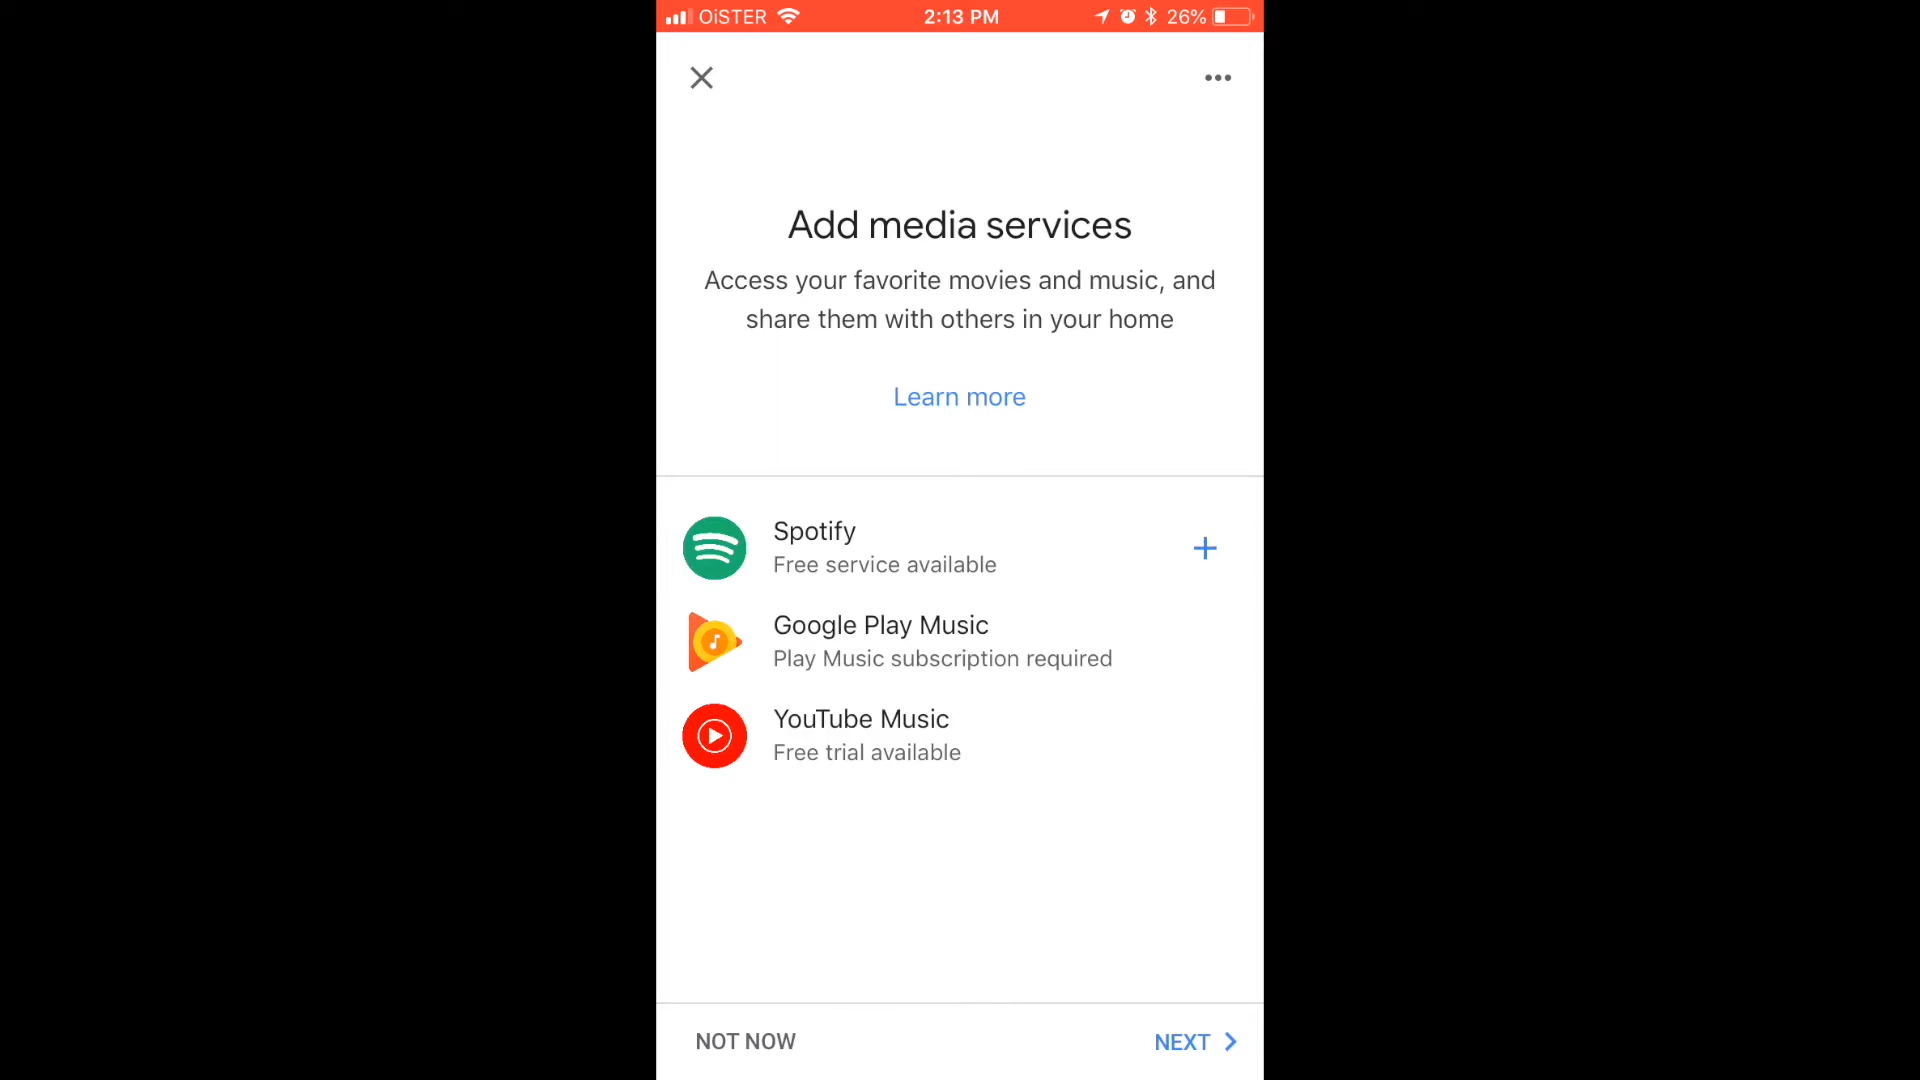 OiSTER 2:13 PM 26%
Add media services
Access your favorite movies and music, and
share them with others in your home
Learn more
Spotify
Free service available
Google Play Music
Play Music subscription required
YouTube Music
Free trial available
NOT NOW NEXT